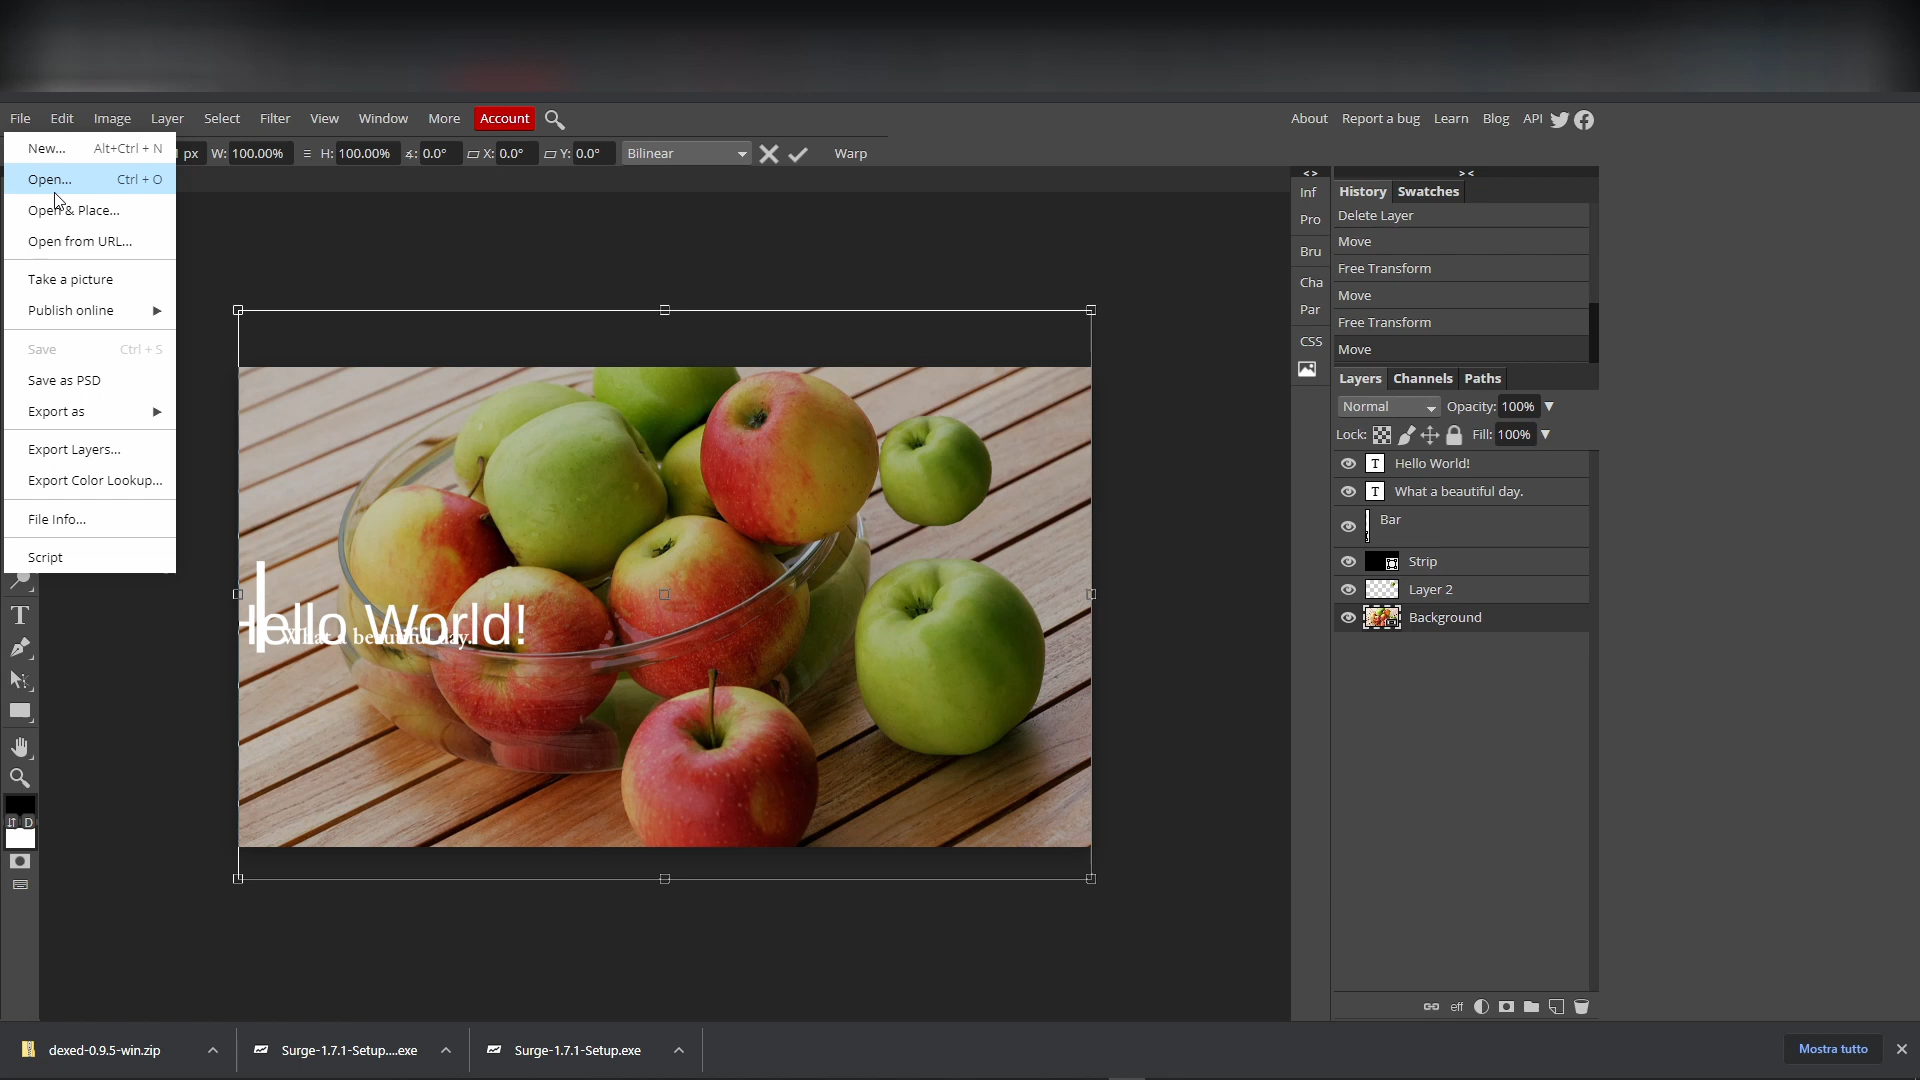 File Edit Image Layer Select Filter View Window More Account
About Report a bug Learn Blog API
px W: 100.00% H: 100.00% 0.0° X: 0.0° Y: 0.0° Bilinear Warp
New... Alt+Ctrl + N
Open... Ctrl + O
Open & Place...
Open from URL...
Take a picture
Publish online
Save Ctrl + S
Save as PSD
Export as
Export Layers...
Export Color Lookup...
File Info...
Script
T
D
Hello World!
What a beautiful day.
< >
Inf
Pro
Bru
Cha
Par
CSS
> <
History Swatches
Delete Layer
Move
Free Transform
Move
Free Transform
Move
Layers Channels Paths
Normal Opacity: 100%
Lock: Fill: 100%
T Hello World!
T What a beautiful day.
Bar
Strip
Layer 2
Background
eff
dexed-0.9.5-win.zip
Surge-1.7.1-Setup....exe
Surge-1.7.1-Setup.exe
Mostra tutto